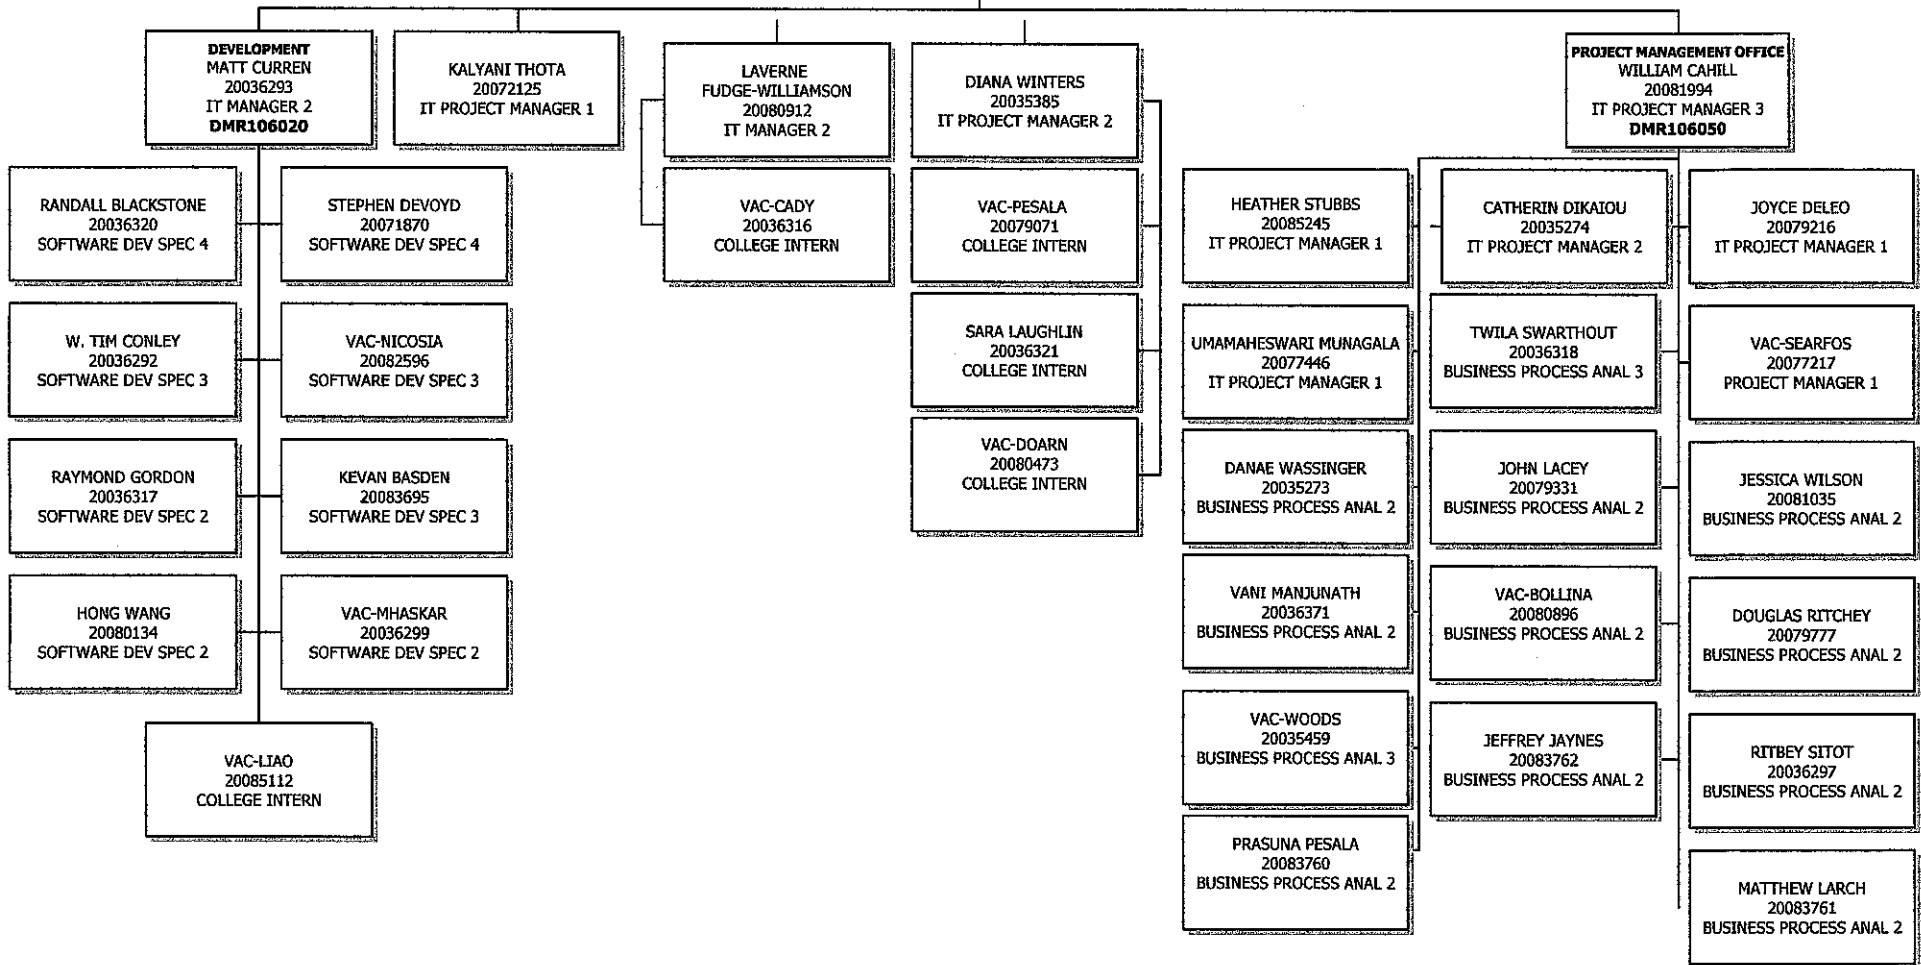 DEVELOPMENT
MATT CURREN
20036293
IT MANAGER 2
DMR106020
KALYANI THOTA
20072125
IT PROJECT MANAGER 1
LAVERNE
FUDGE-WILLIAMSON
20080912
IT MANAGER 2
DIANA WINTERS
20035385
IT PROJECT MANAGER 2
PROJECT MANAGEMENT OFFICE
WILLIAM CAHILL
20081994
IT PROJECT MANAGER 3
DMR106050
RANDALL BLACKSTONE
20036320
SOFTWARE DEV SPEC 4
STEPHEN DEVOYD
20071870
SOFTWARE DEV SPEC 4
VAC-CADY
20036316
COLLEGE INTERN
VAC-PESALA
20079071
COLLEGE INTERN
HEATHER STUBBS
20085245
IT PROJECT MANAGER 1
CATHERIN DIKAIOU
20035274
IT PROJECT MANAGER 2
JOYCE DELEO
20079216
IT PROJECT MANAGER 1
W. TIM CONLEY
20036292
SOFTWARE DEV SPEC 3
VAC-NICOSIA
20082596
SOFTWARE DEV SPEC 3
SARA LAUGHLIN
20036321
COLLEGE INTERN
UMAMAHESWARI MUNAGALA
20077446
IT PROJECT MANAGER 1
TWILA SWARTHOUT
20036318
BUSINESS PROCESS ANAL 3
VAC-SEARFOS
20077217
PROJECT MANAGER 1
RAYMOND GORDON
20036317
SOFTWARE DEV SPEC 2
KEVAN BASDEN
20083695
SOFTWARE DEV SPEC 3
VAC-DOARN
20080473
COLLEGE INTERN
DANAE WASSINGER
20035273
BUSINESS PROCESS ANAL 2
JOHN LACEY
20079331
BUSINESS PROCESS ANAL 2
JESSICA WILSON
20081035
BUSINESS PROCESS ANAL 2
HONG WANG
20080134
SOFTWARE DEV SPEC 2
VAC-MHASKAR
20036299
SOFTWARE DEV SPEC 2
VANI MANJUNATH
20036371
BUSINESS PROCESS ANAL 2
VAC-BOLLINA
20080896
BUSINESS PROCESS ANAL 2
DOUGLAS RITCHEY
20079777
BUSINESS PROCESS ANAL 2
VAC-LIAO
20085112
COLLEGE INTERN
VAC-WOODS
20035459
BUSINESS PROCESS ANAL 3
JEFFREY JAYNES
20083762
BUSINESS PROCESS ANAL 2
RITBEY SITOT
20036297
BUSINESS PROCESS ANAL 2
PRASUNA PESALA
20083760
BUSINESS PROCESS ANAL 2
MATTHEW LARCH
20083761
BUSINESS PROCESS ANAL 2